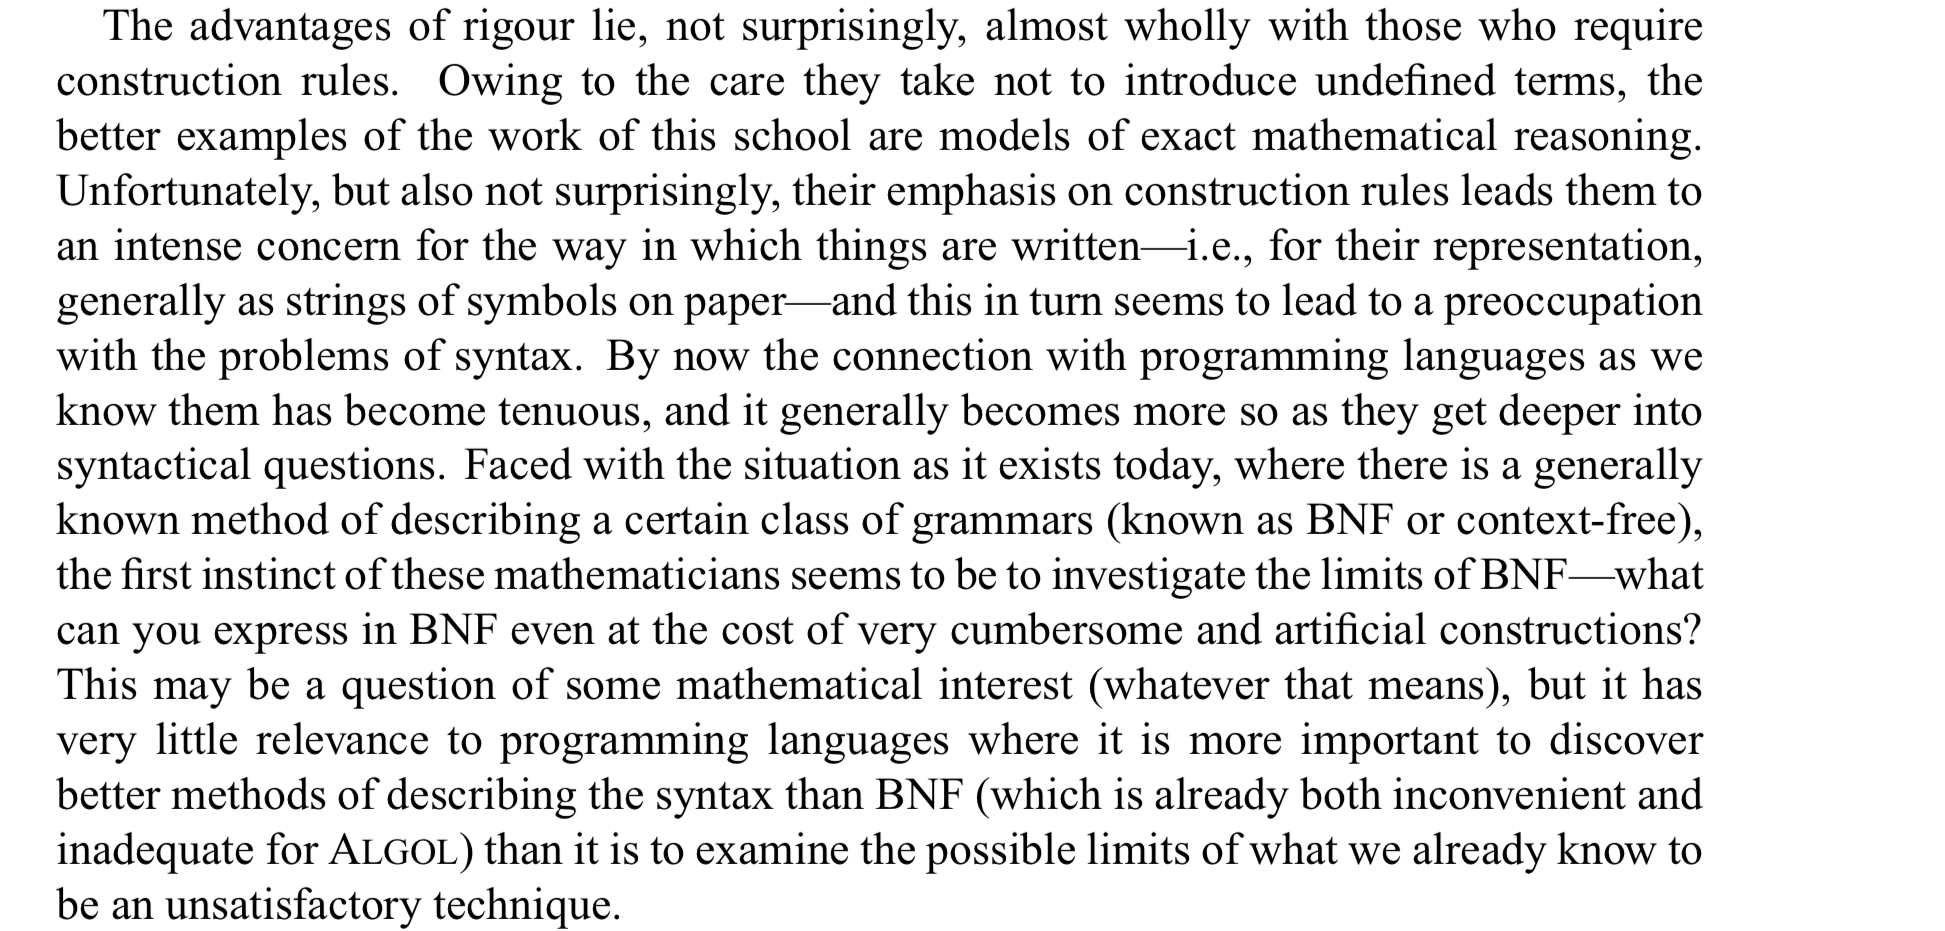 The advantages of rigour lie, not surprisingly, almost wholly with those who require
construction rules. Owing to the care they take not to introduce undefined terms, the
better examples of the work of this school are models of exact mathematical reasoning.
Unfortunately, but also not surprisingly, their emphasis on construction rules leads them to
an intense concern for the way in which things are written—i.e., for their representation,
generally as strings of symbols on paper—and this in turn seems to lead to a preoccupation
with the problems of syntax. By now the connection with programming languages as we
know them has become tenuous, and it generally becomes more so as they get deeper into
syntactical questions. Faced with the situation as it exists today, where there is a generally
known method of describing a certain class of grammars (known as BNF or context-free),
the first instinct of these mathematicians seems to be to investigate the limits of BNF—what
can you express in BNF even at the cost of very cumbersome and artificial constructions?
This may be a question of some mathematical interest (whatever that means), but it has
very little relevance to programming languages where it is more important to discover
better methods of describing the syntax than BNF (which is already both inconvenient and
inadequate for ALGOL) than it is to examine the possible limits of what we already know to
be an unsatisfactory technique.